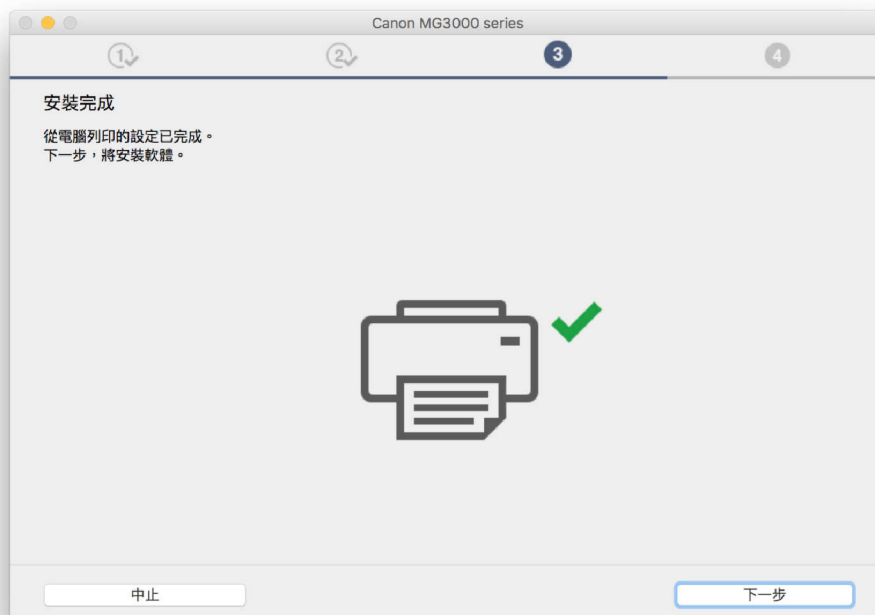 Canon MG3000 series
1
2
3
4
安裝完成
從電腦列印的設定已完成。
下一步，將安裝軟體。
中止
下一步